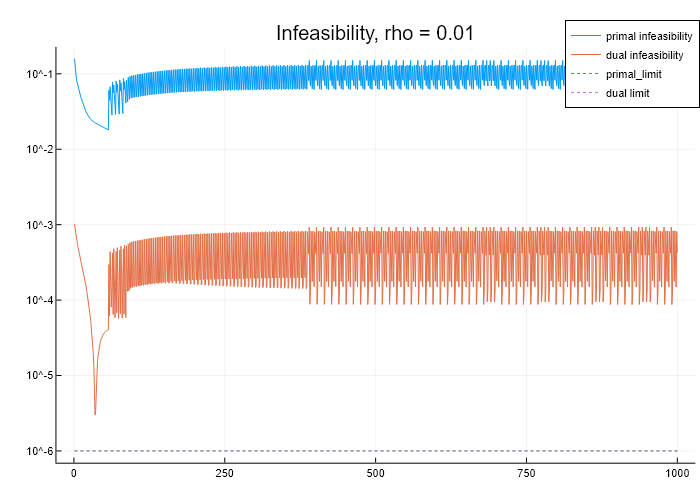 Infeasibility, rho = 0.01
primal infeasibility
dual infeasibility
primal_limit
dual limit
10^-1
10^-2
10^-3
10^-4
10^-5
10^-6
0 250 500 750 1000